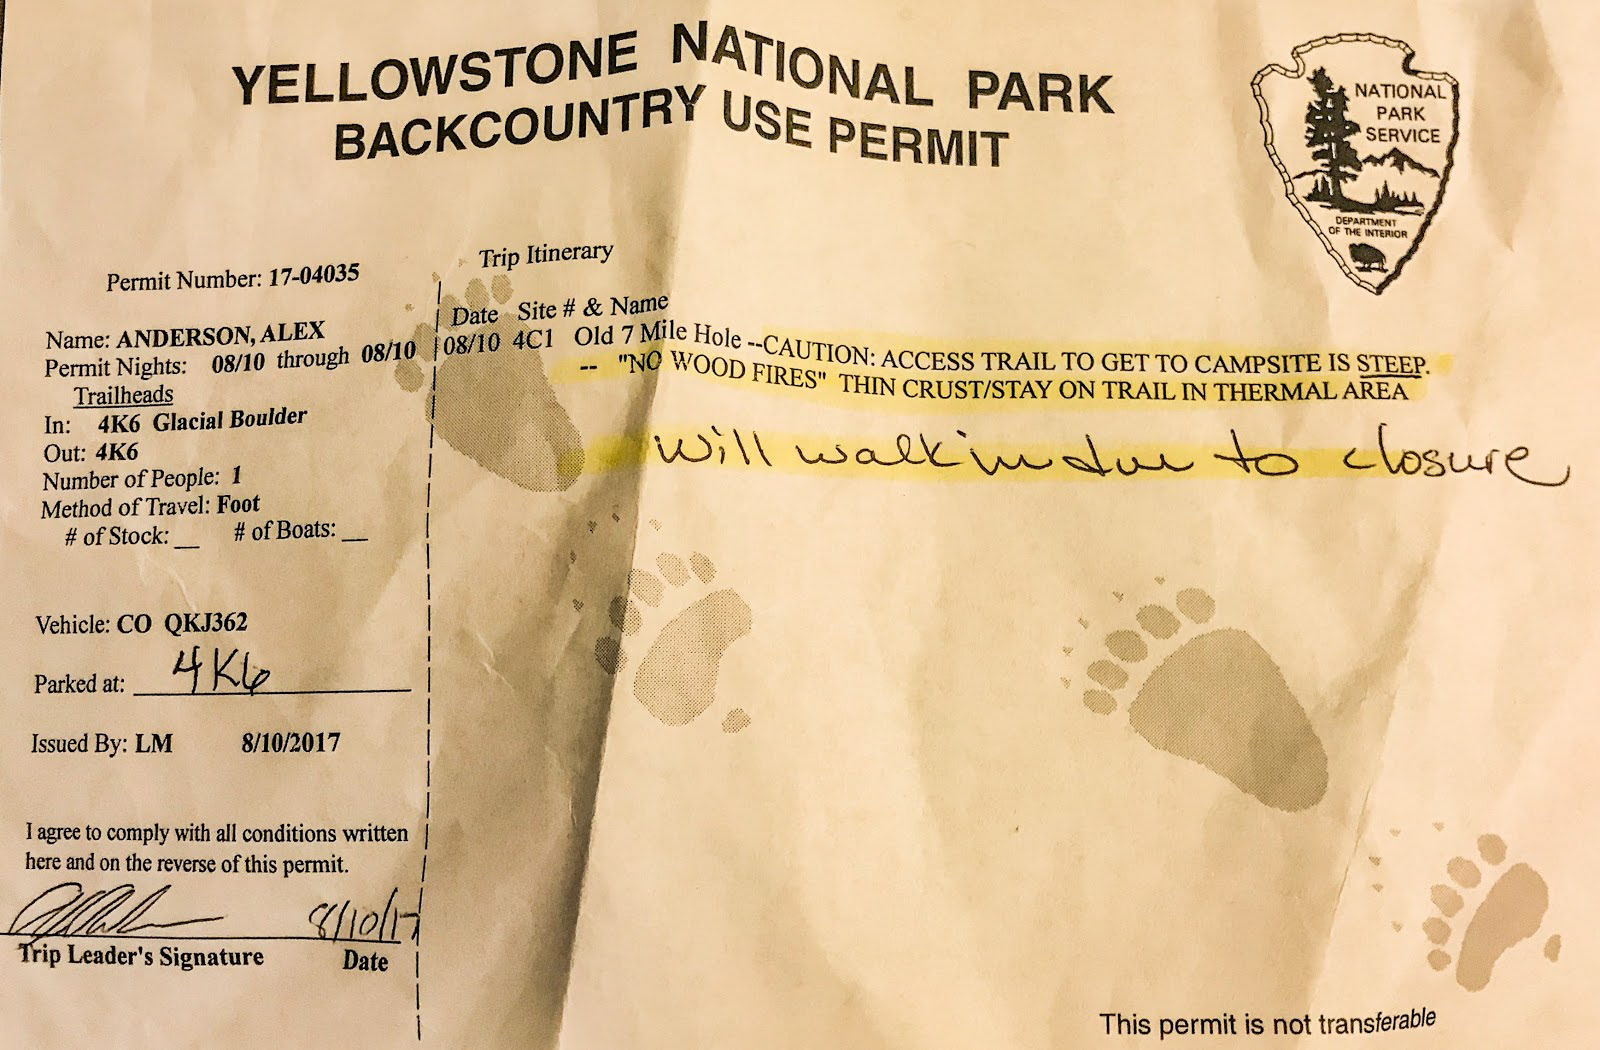 YELLOWSTONE NATIONAL PARK
BACKCOUNTRY USE PERMIT
NATIONAL
PARK
SERVICE
DEPARTMENT
OF THE INTERIOR
Permit Number: 17-04035
Name: ANDERSON, ALEX
Permit Nights: 08/10 through 08/10
Trailheads
In: 4K6 Glacial Boulder
Out: 4K6
Number of People: 1
Method of Travel: Foot
# of Stock: __ # of Boats: __
Vehicle: CO QKJ362
Parked at: 4K6
Issued By: LM 8/10/2017
I agree to comply with all conditions written
here and on the reverse of this permit.
8/10/17
Trip Leader's Signature Date
Trip Itinerary
Date Site # & Name
08/10 4C1 Old 7 Mile Hole --CAUTION: ACCESS TRAIL TO GET TO CAMPSITE IS STEEP.
-- "NO WOOD FIRES" THIN CRUST/STAY ON TRAIL IN THERMAL AREA
Will walk in due to closure
This permit is not transferable